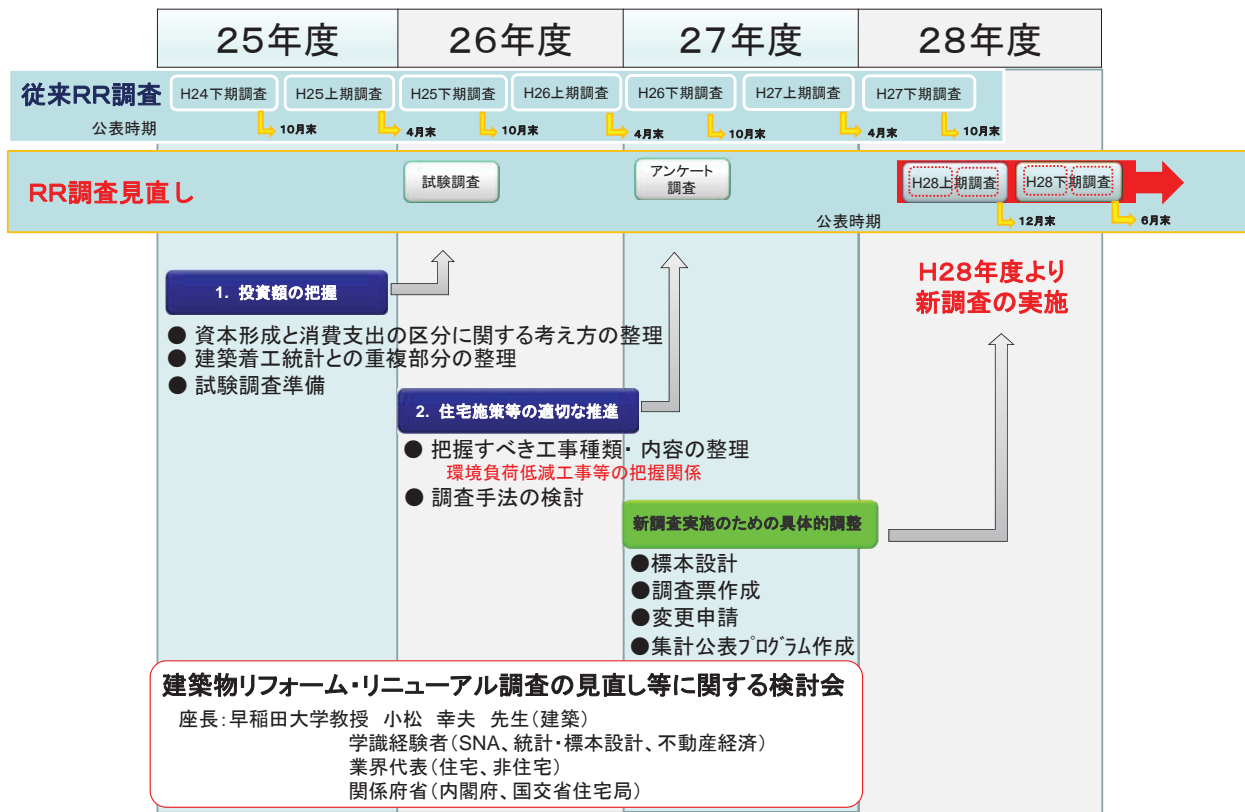 25年度 26年度 27年度 28年度
従来RR調査 H24下期調査 H25上期調査 H25下期調査 H26上期調査 H26下期調査 H27上期調査 H27下期調査
公表時期 10月末 4月末 10月末 4月末 10月末 4月末 10月末
RR調査見直し 試験調査 アンケート
調査
H28上期調査 H28下期調査
公表時期 12月末 6月末
1. 投資額の把握
● 資本形成と消費支出の区分に関する考え方の整理
● 建築着工統計との重複部分の整理
● 試験調査準備
H28年度より
新調査の実施
2. 住宅施策等の適切な推進
● 把握すべき工事種類・ 内容の整理
環境負荷低減工事等の把握関係
● 調査手法の検討
新調査実施のための具体的調整
●標本設計
●調査票作成
●変更申請
●集計公表プログラム作成
建築物リフォーム・リニューアル調査の見直し等に関する検討会
座長：早稲田大学教授 小松 幸夫 先生（建築）
学識経験者（SNA、統計・標本設計、不動産経済）
業界代表（住宅、非住宅）
関係府省（内閣府、国交省住宅局）